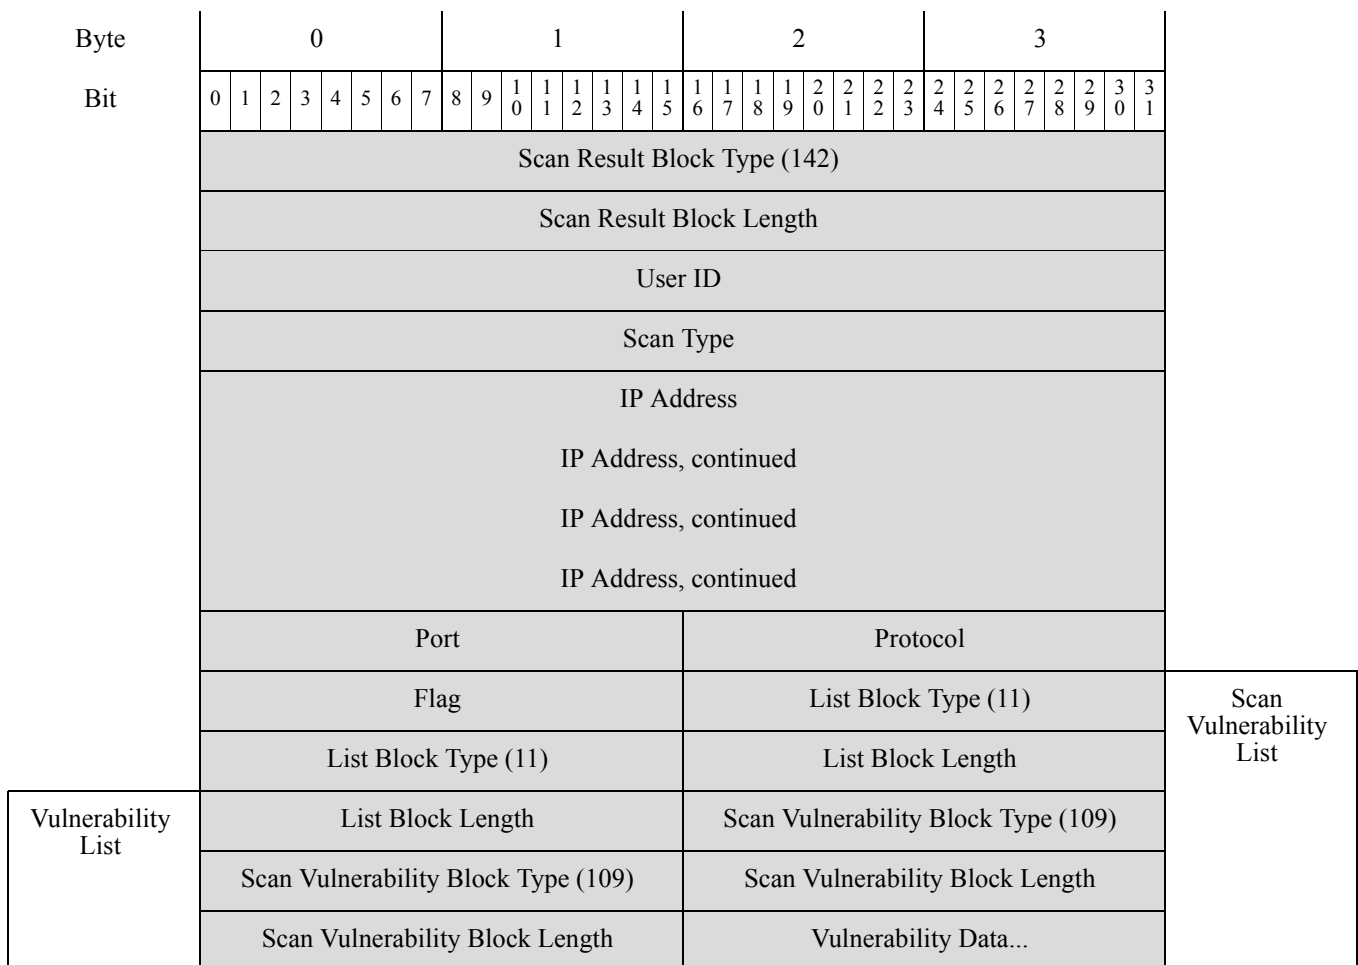 Byte 0 1 2 3
Bit 0 1 2 3 4 5 6 7 8 9 10 11 12 13 14 15 16 17 18 19 20 21 22 23 24 25 26 27 28 29 30 31
Scan Result Block Type (142)
Scan Result Block Length
User ID
Scan Type
IP Address
IP Address, continued
IP Address, continued
IP Address, continued
Port Protocol
Flag List Block Type (11) Scan
Vulnerability
List
List Block Type (11) List Block Length
Vulnerability
List
List Block Length Scan Vulnerability Block Type (109)
Scan Vulnerability Block Type (109) Scan Vulnerability Block Length
Scan Vulnerability Block Length Vulnerability Data...